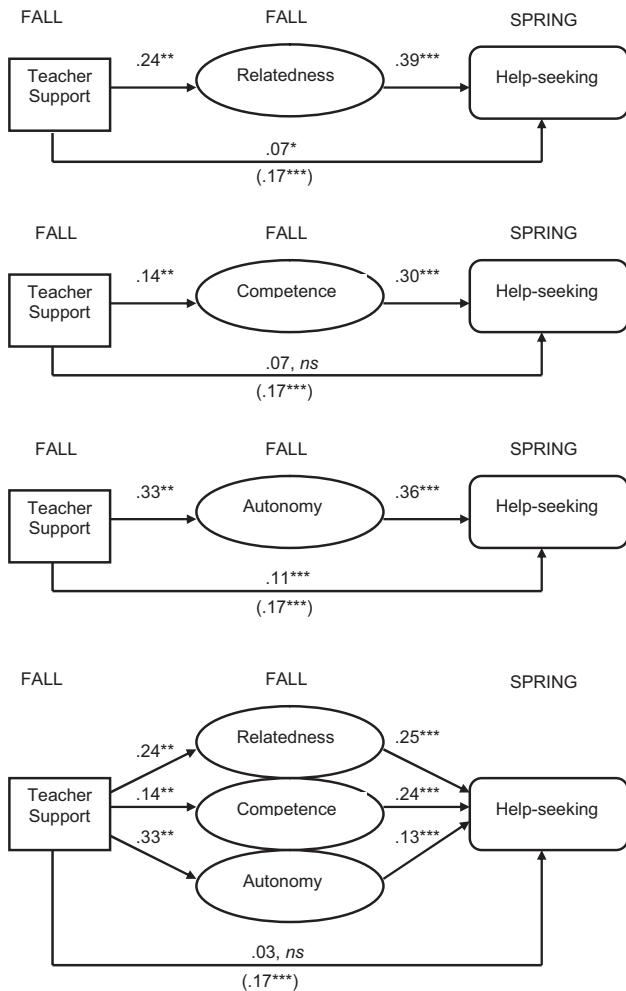 FALL FALL SPRING
Teacher
Support
.24**
Relatedness
.39***
Help-seeking
.07*
(.17***)
FALL FALL SPRING
Teacher
Support
.14**
Competence
.30***
Help-seeking
.07, ns
(.17***)
FALL FALL SPRING
Teacher
Support
.33**
Autonomy
.36***
Help-seeking
.11***
(.17***)
FALL FALL SPRING
Relatedness
.24**
.25***
Teacher
Support
.14**
Competence
.24***
Help-seeking
.33**
.13***
Autonomy
.03, ns
(.17***)